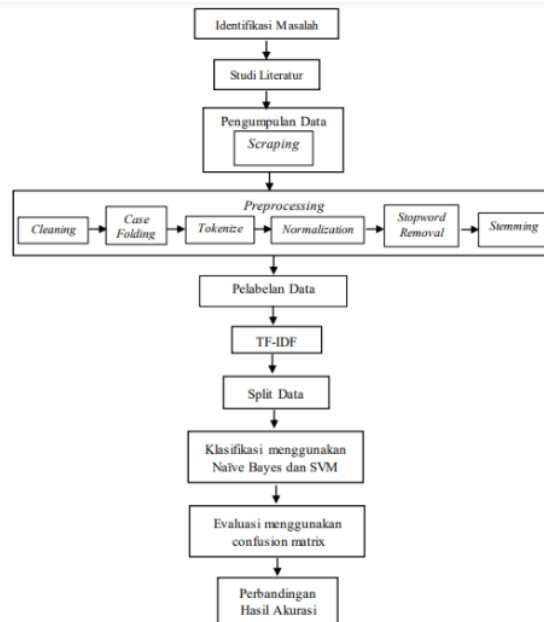 Identifikasi Masalah
Studi Literatur
Pengumpulan Data
Scraping
Preprocessing
Cleaning
Case
Folding
Tokenize
Normalization
Stopword
Removal
Stemming
Pelabelan Data
TF-IDF
Split Data
Klasifikasi menggunakan
Naïve Bayes dan SVM
Evaluasi menggunakan
confusion matrix
Perbandingan
Hasil Akurasi